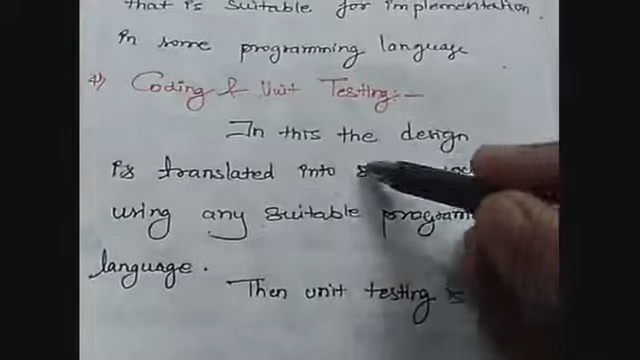 that is suitable for implementation
in some programming language
4) Coding & Unit Testing:-
In this the design
is translated into
using any suitable program
language.
Then unit testing is